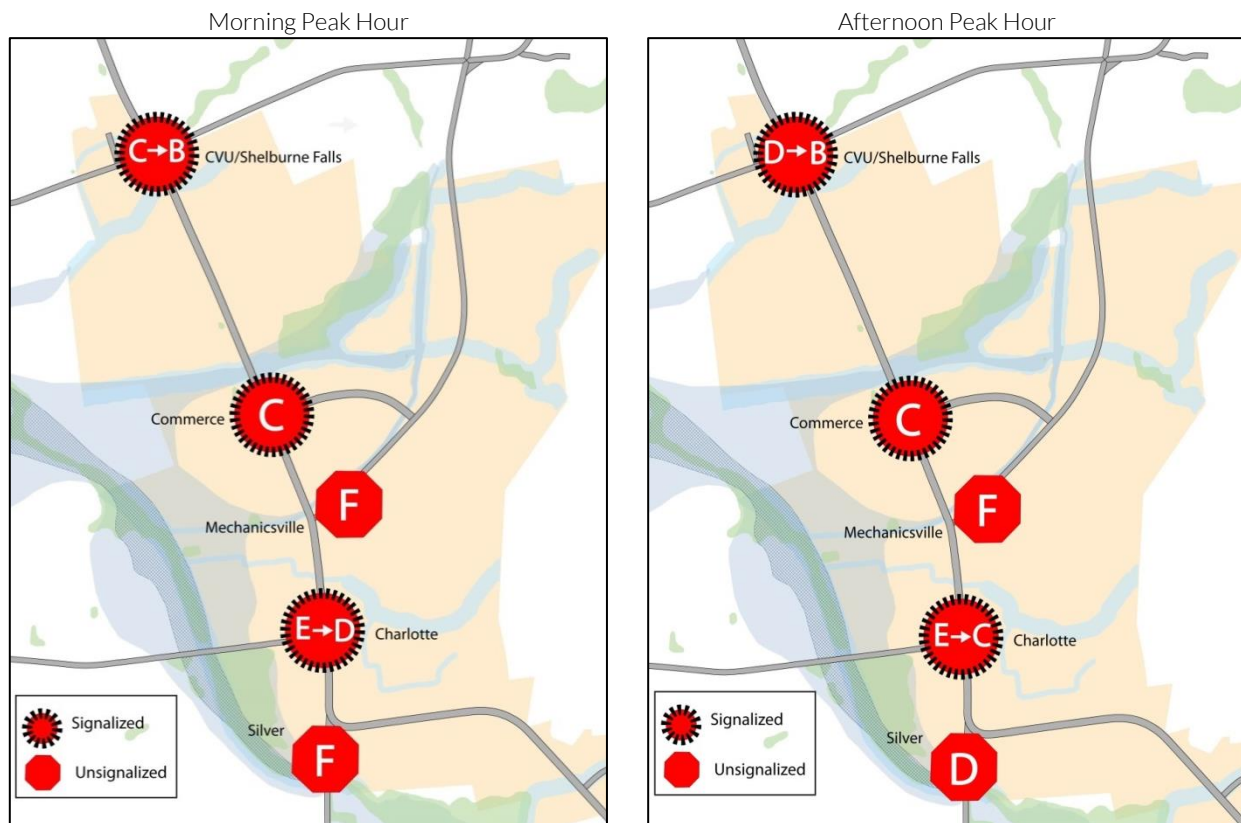 Morning Peak Hour
C→B
CVU/Shelburne Falls
C
Commerce
F
Mechanicsville
E→D
Charlotte
Silver
F
Signalized
Unsignalized
Afternoon Peak Hour
D→B
CVU/Shelburne Falls
C
Commerce
F
Mechanicsville
E→C
Charlotte
Silver
D
Signalized
Unsignalized